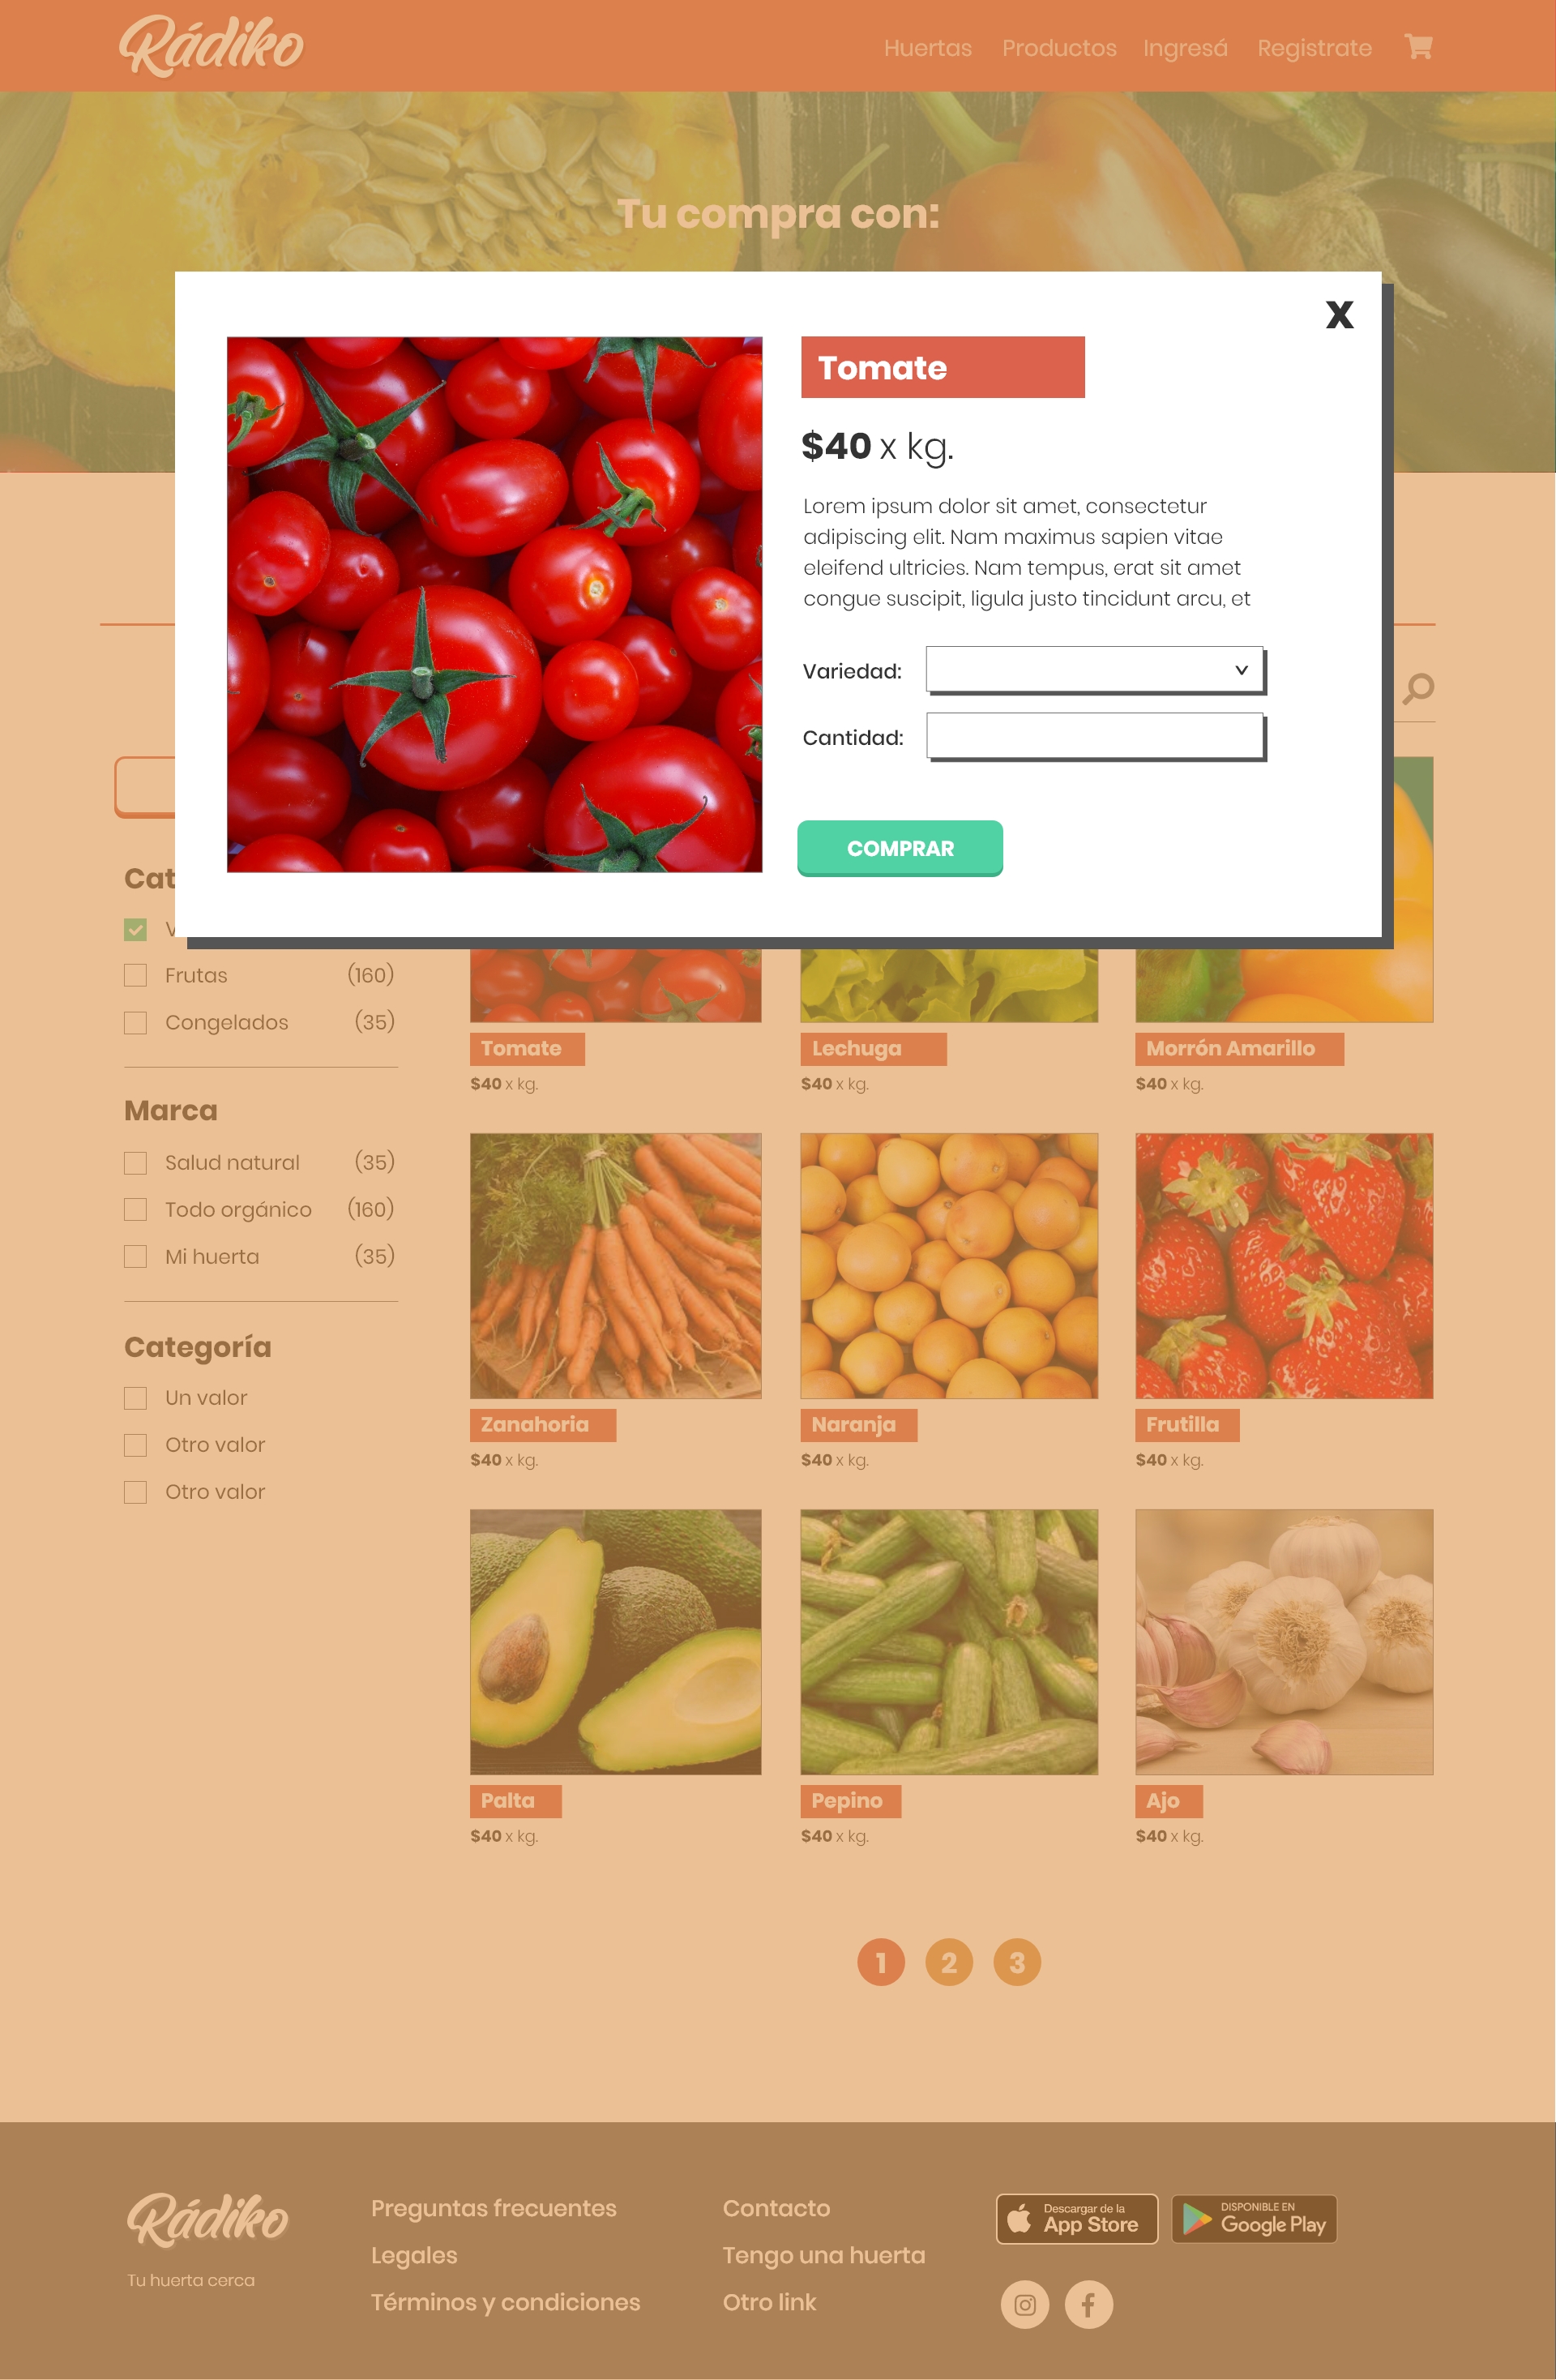 Rádiko
Huertas Productos Ingresá Registrate
Tu compra con:
X
Tomate
$40 x kg.
Lorem ipsum dolor sit amet, consectetur
adipiscing elit. Nam maximus sapien vitae
eleifend ultricies. Nam tempus, erat sit amet
congue suscipit, ligula justo tincidunt arcu, et
Variedad:
Cantidad:
COMPRAR
Cat
V
Frutas (160)
Congelados (35)
Marca
Salud natural (35)
Todo orgánico (160)
Mi huerta (35)
Categoría
Un valor
Otro valor
Otro valor
Tomate
$40 x kg.
Lechuga
$40 x kg.
Morrón Amarillo
$40 x kg.
Zanahoria
$40 x kg.
Naranja
$40 x kg.
Frutilla
$40 x kg.
Palta
$40 x kg.
Pepino
$40 x kg.
Ajo
$40 x kg.
1 2 3
Rádiko
Tu huerta cerca
Preguntas frecuentes
Legales
Términos y condiciones
Contacto
Tengo una huerta
Otro link
Descargar de la
App Store
DISPONIBLE EN
Google Play